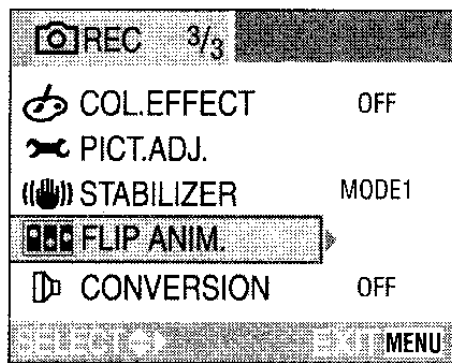 REC 3/3
COL.EFFECT OFF
PICT.ADJ.
STABILIZER MODE1
FLIP ANIM.
CONVERSION OFF
SELECT EXIT MENU